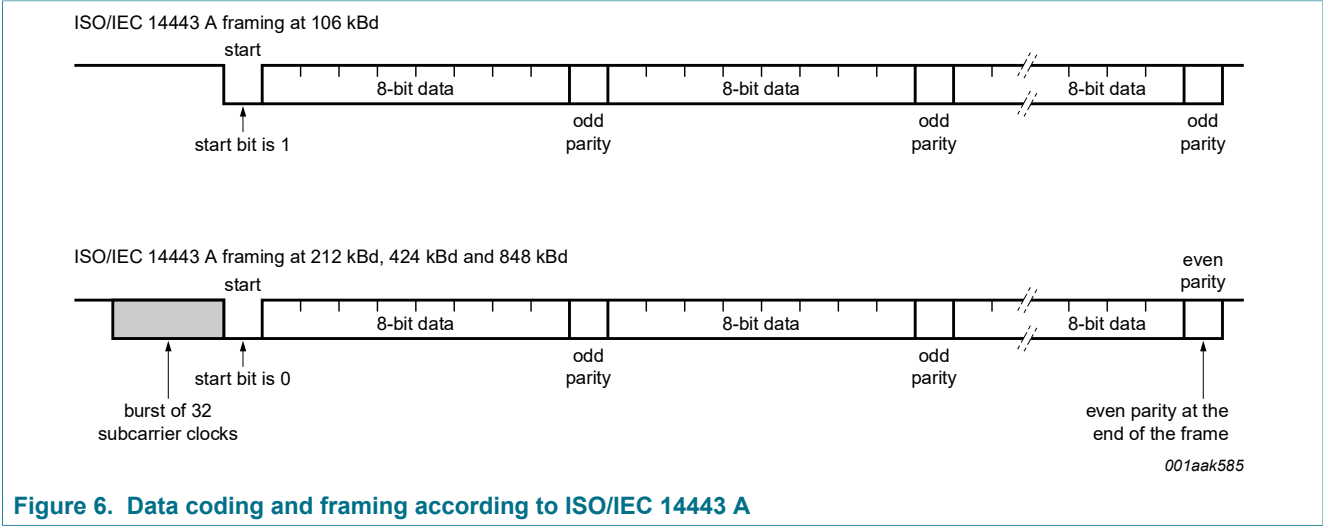 ISO/IEC 14443 A framing at 106 kBd
start
8-bit data 8-bit data 8-bit data
start bit is 1
odd parity
odd parity
odd parity
ISO/IEC 14443 A framing at 212 kBd, 424 kBd and 848 kBd
start
even parity
8-bit data 8-bit data 8-bit data
start bit is 0
odd parity
odd parity
burst of 32
subcarrier clocks
even parity at the
end of the frame
001aak585
Figure 6. Data coding and framing according to ISO/IEC 14443 A